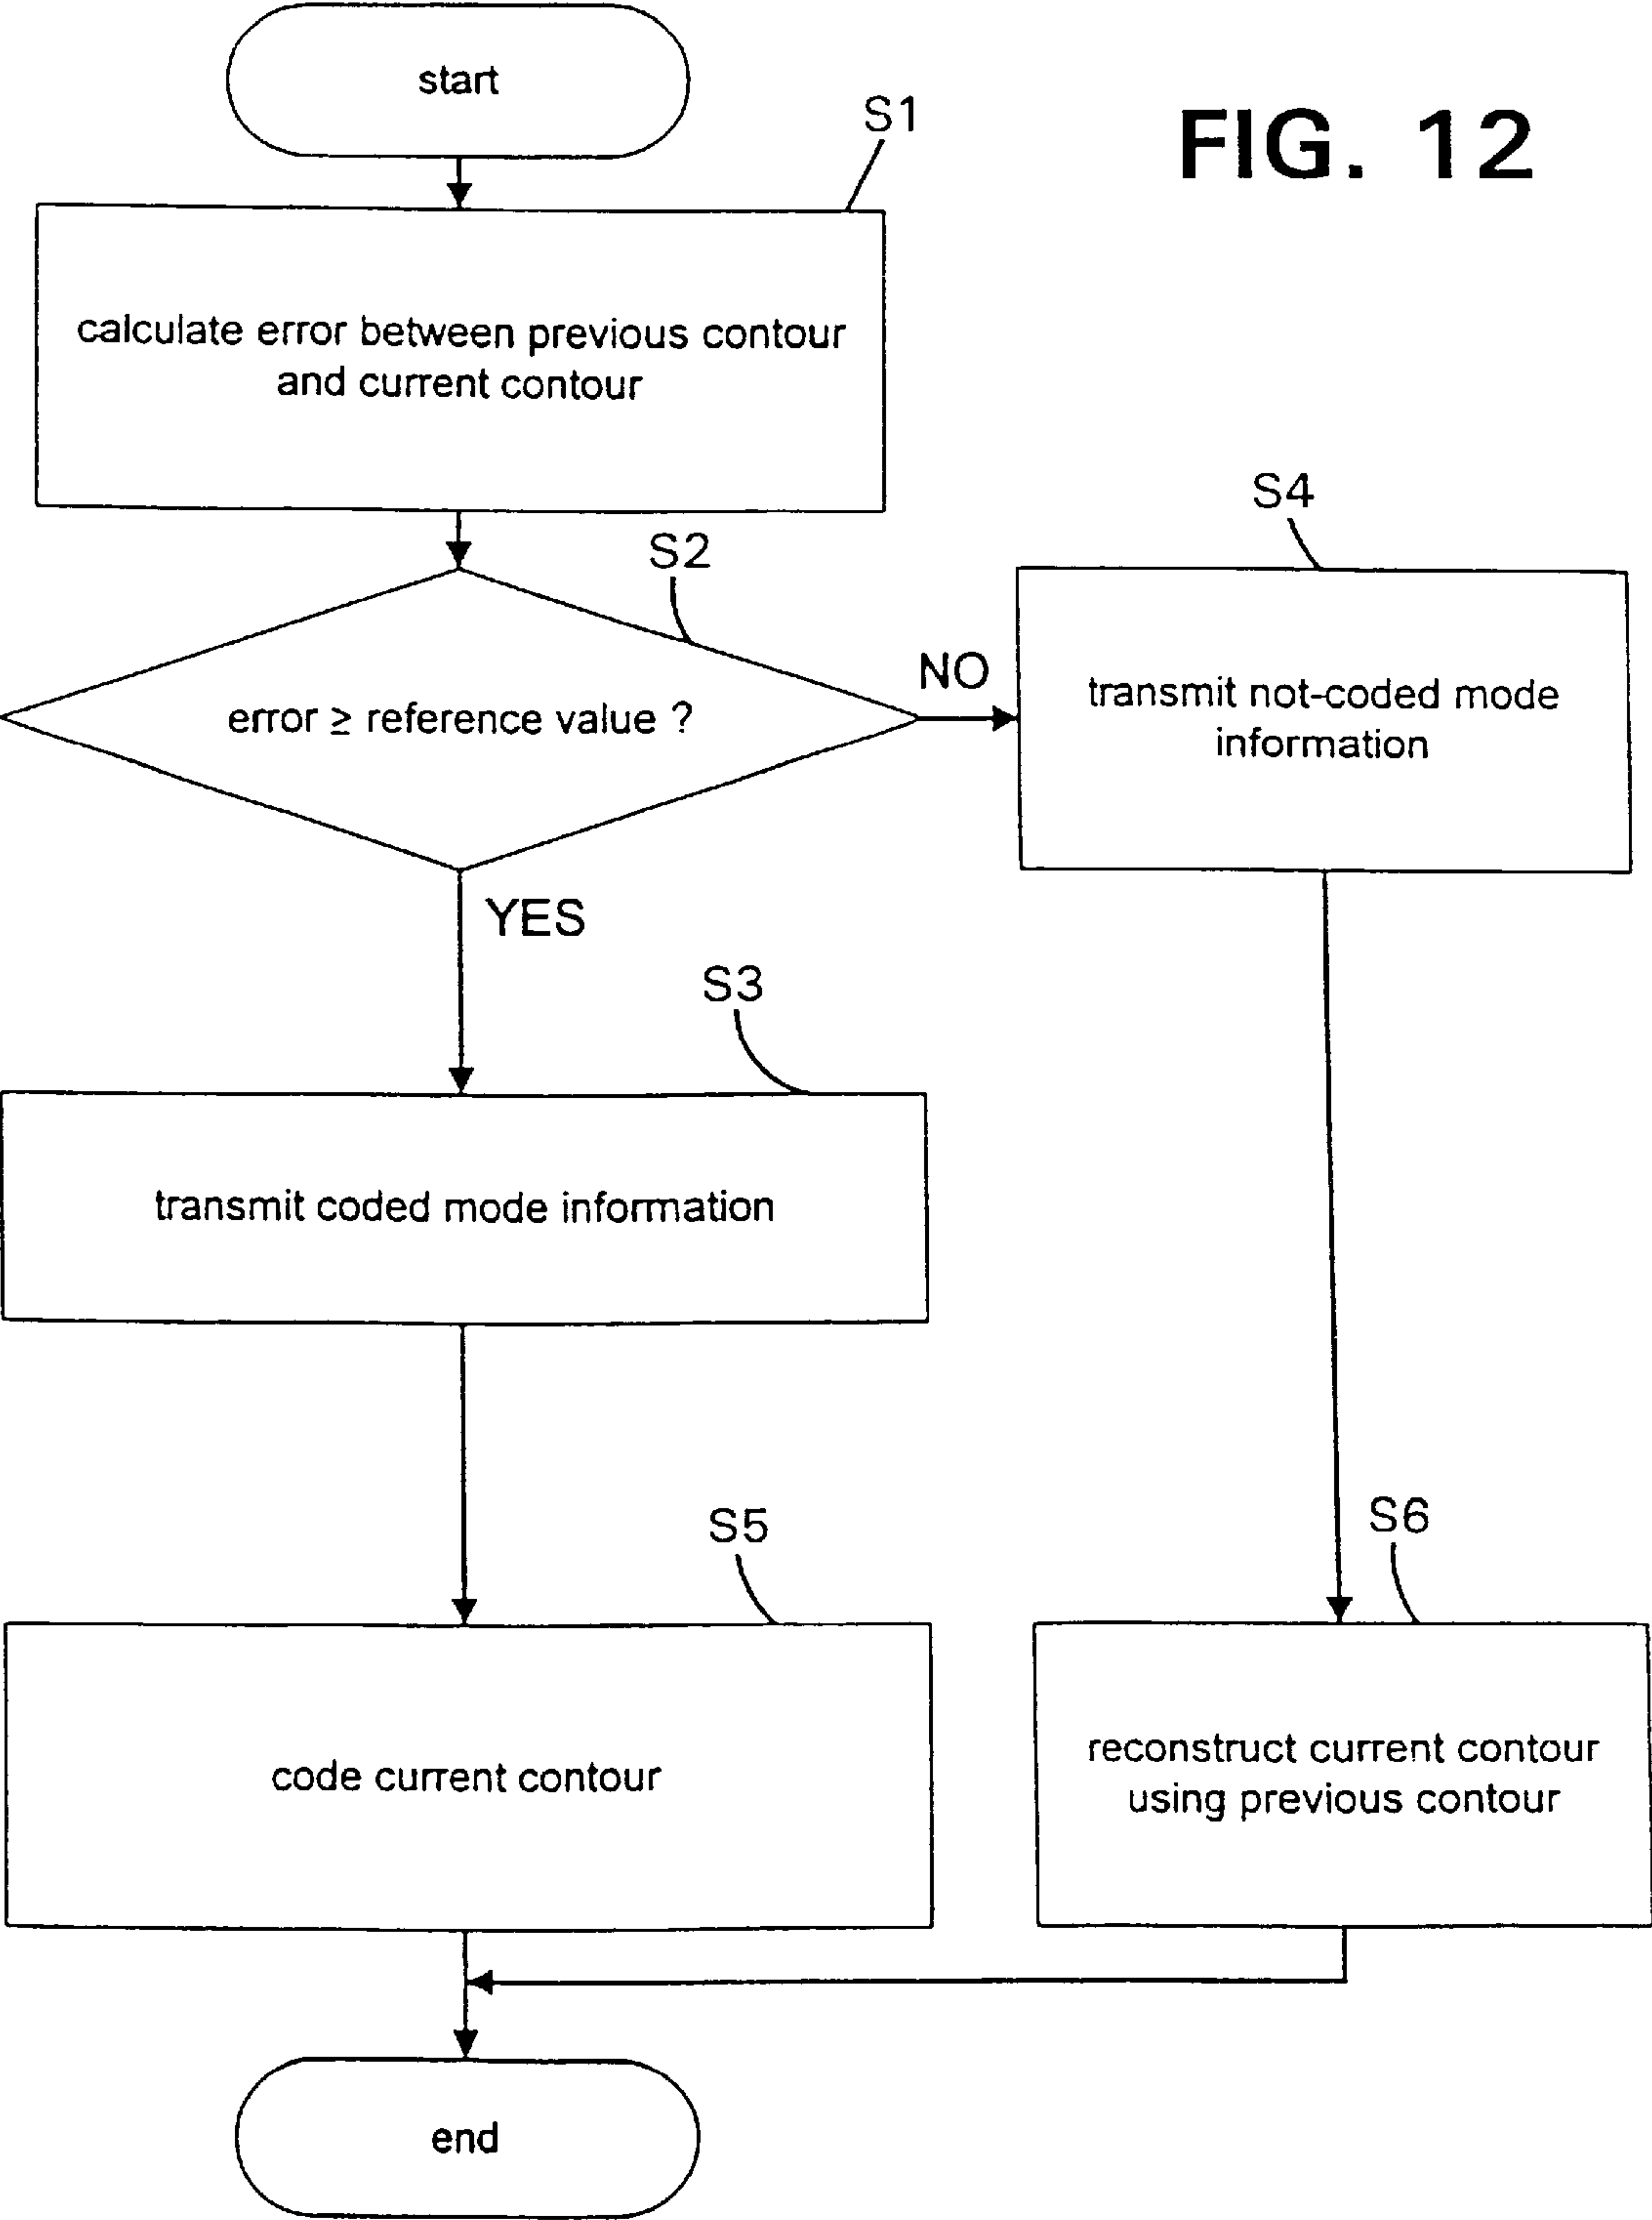 start
S1
FIG. 12
calculate error between previous contour
and current contour
S4
S2
NO
transmit not-coded mode
information
error ≥ reference value ?
YES
S3
transmit coded mode information
S5
S6
code current contour
reconstruct current contour
using previous contour
end